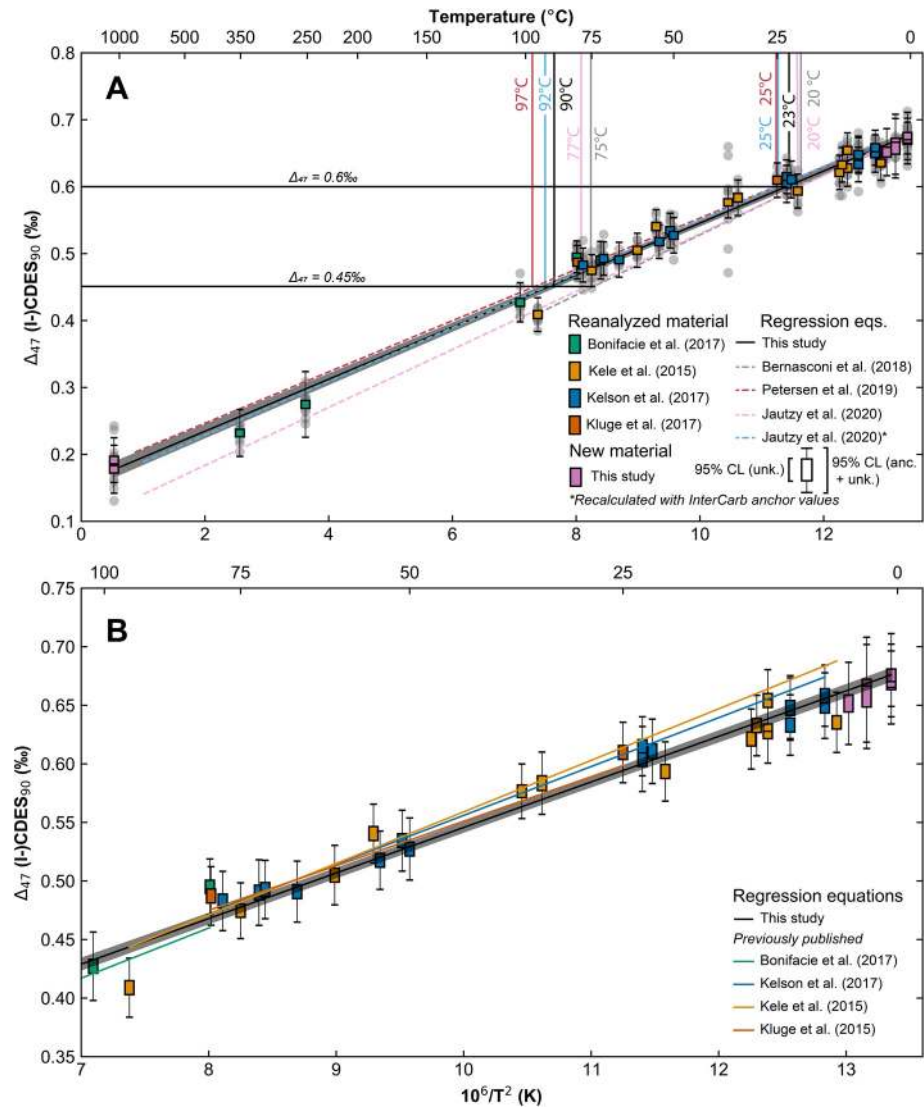 Temperature (°C)
1000 500 350 250 200 150 100 75 50 25 0
0.8
A
97°C
92°C
90°C
77°C
75°C
25°C
25°C
23°C
20°C
20 °C
0.7
Δ₄₇ = 0.6‰
0.6
0.5
Δ₄₇ = 0.45‰
0.4
0.3
0.2
0.1
Δ₄₇ (I-)CDES₉₀ (‰)
Reanalyzed material
Bonifacie et al. (2017)
Kele et al. (2015)
Kelson et al. (2017)
Kluge et al. (2017)
New material
This study
Regression eqs.
This study
Bernasconi et al. (2018)
Petersen et al. (2019)
Jautzy et al. (2020)
Jautzy et al. (2020)*
95% CL (unk.)
95% CL (anc.
+ unk.)
*Recalculated with InterCarb anchor values
0 2 4 6 8 10 12
100 75 50 25 0
0.75
B
0.70
0.65
0.60
0.55
0.50
0.45
0.40
0.35
Δ₄₇ (I-)CDES₉₀ (‰)
Regression equations
This study
Previously published
Bonifacie et al. (2017)
Kelson et al. (2017)
Kele et al. (2015)
Kluge et al. (2015)
7 8 9 10 11 12 13
10⁶/T² (K)